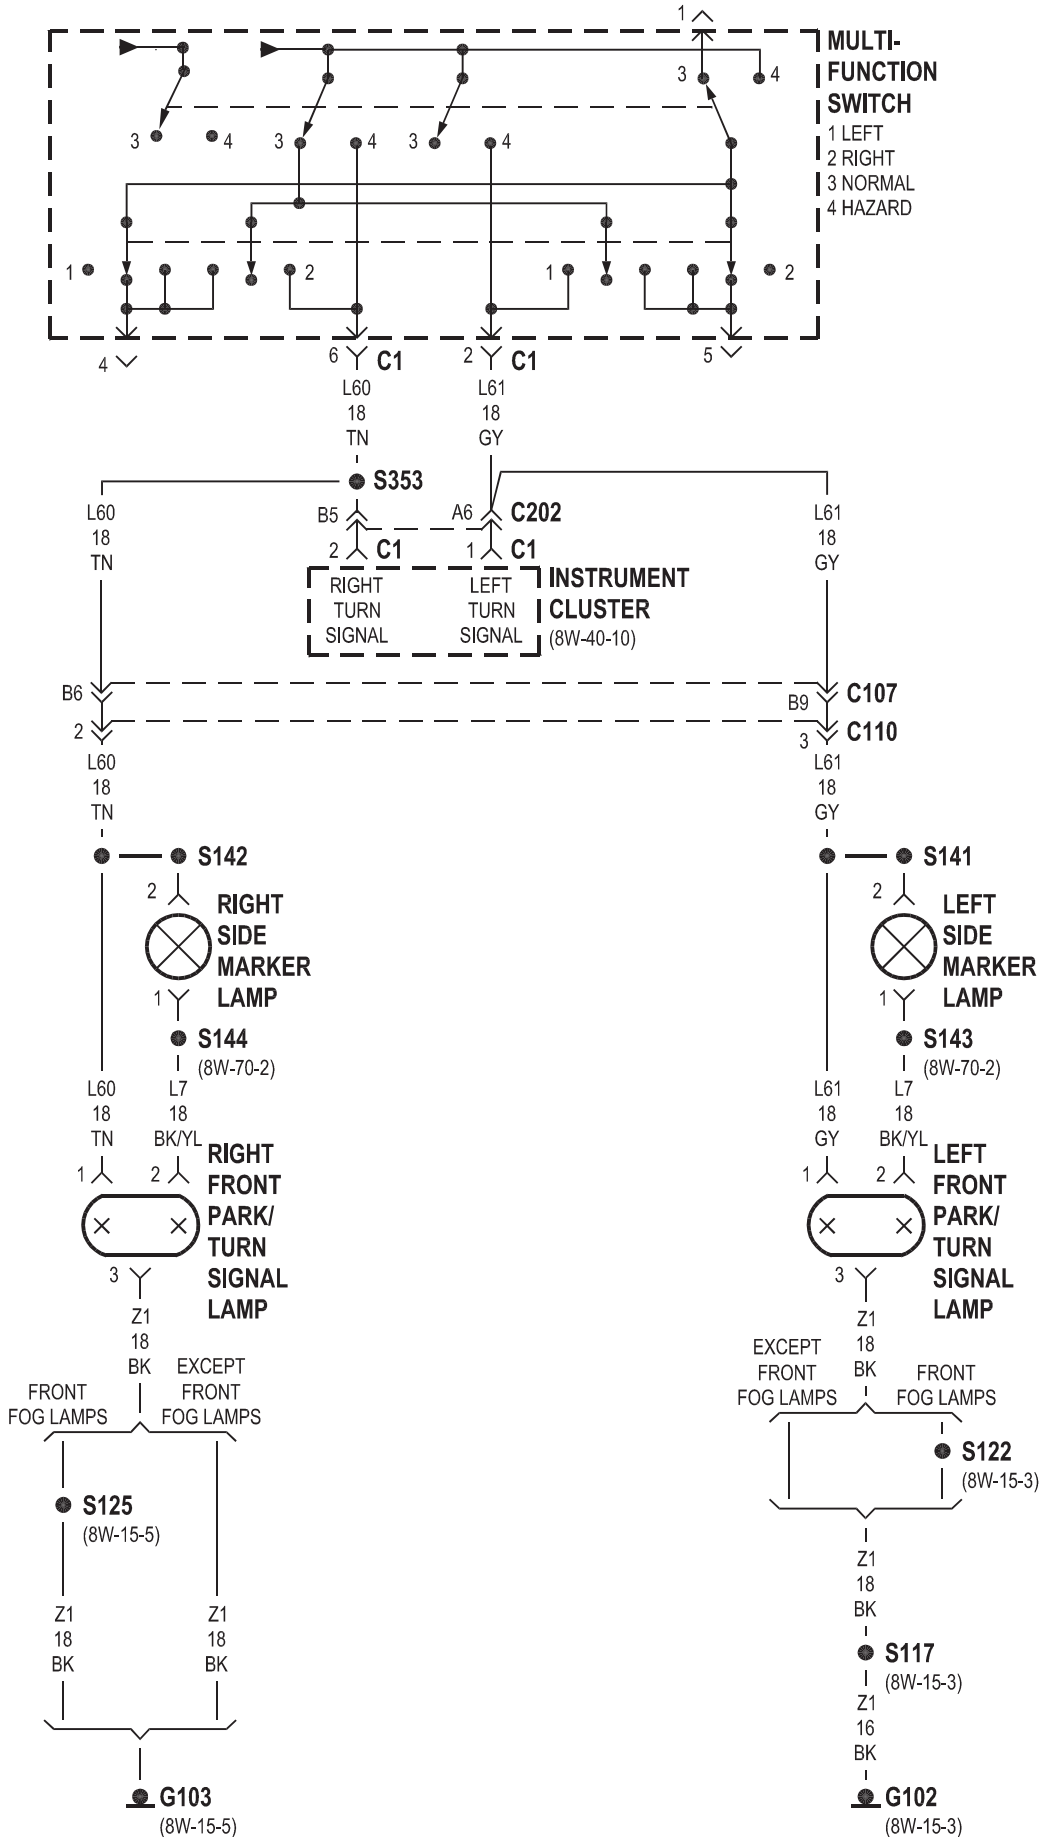 1
MULTI-
FUNCTION
SWITCH
1 LEFT
2 RIGHT
3 NORMAL
4 HAZARD
3 4
3 4 3 4 3 4
1 2 1 2
4 6 C1 2 C1 5
L60
18
TN
L61
18
GY
S353
L60
18
TN
B5 A6 C202
2 C1 1 C1
L61
18
GY
RIGHT
TURN
SIGNAL
LEFT
TURN
SIGNAL
INSTRUMENT
CLUSTER
(8W-40-10)
B6 B9 C107
2 3 C110
L60
18
TN
L61
18
GY
S142
2
RIGHT
SIDE
MARKER
LAMP
1
S144
(8W-70-2)
S141
2
LEFT
SIDE
MARKER
LAMP
1
S143
(8W-70-2)
L60
18
TN
L7
18
BK/YL
1 2
RIGHT
FRONT
PARK/
TURN
SIGNAL
LAMP
3
L61
18
GY
L7
18
BK/YL
1 2
LEFT
FRONT
PARK/
TURN
SIGNAL
LAMP
3
Z1
18
BK
FRONT
FOG LAMPS
EXCEPT
FRONT
FOG LAMPS
S125
(8W-15-5)
Z1
18
BK
Z1
18
BK
G103
(8W-15-5)
Z1
18
BK
EXCEPT
FRONT
FOG LAMPS
FRONT
FOG LAMPS
S122
(8W-15-3)
Z1
18
BK
S117
(8W-15-3)
Z1
16
BK
G102
(8W-15-3)